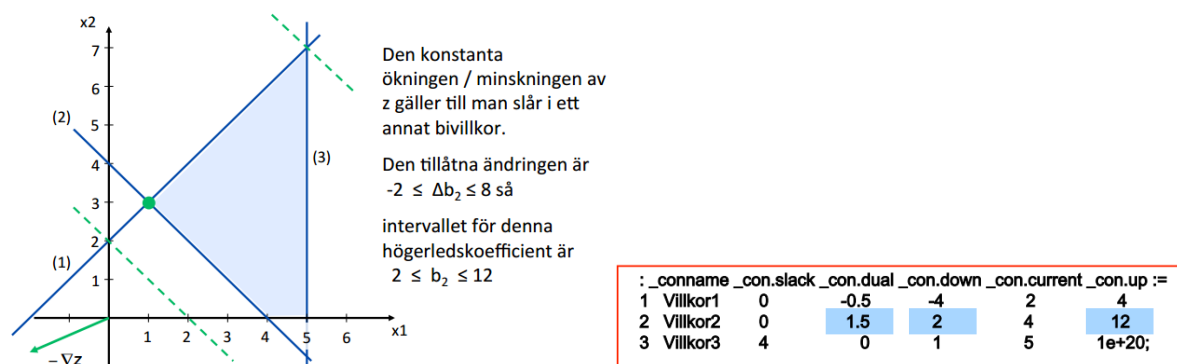 x2
7
6
5
4
3
2
1
(2)
(1)
(3)
1 2 3 4 5 6
x1
− ∇z
Den konstanta
ökningen / minskningen av
z gäller till man slår i ett
annat bivillkor.
Den tillåtna ändringen är
-2 ≤ Δb₂ ≤ 8 så
intervallet för denna
högerledskoefficient är
2 ≤ b₂ ≤ 12
: _conname _con.slack _con.dual _con.down _con.current _con.up :=
1 Villkor1 0 -0.5 -4 2 4
2 Villkor2 0 1.5 2 4 12
3 Villkor3 4 0 1 5 1e+20;